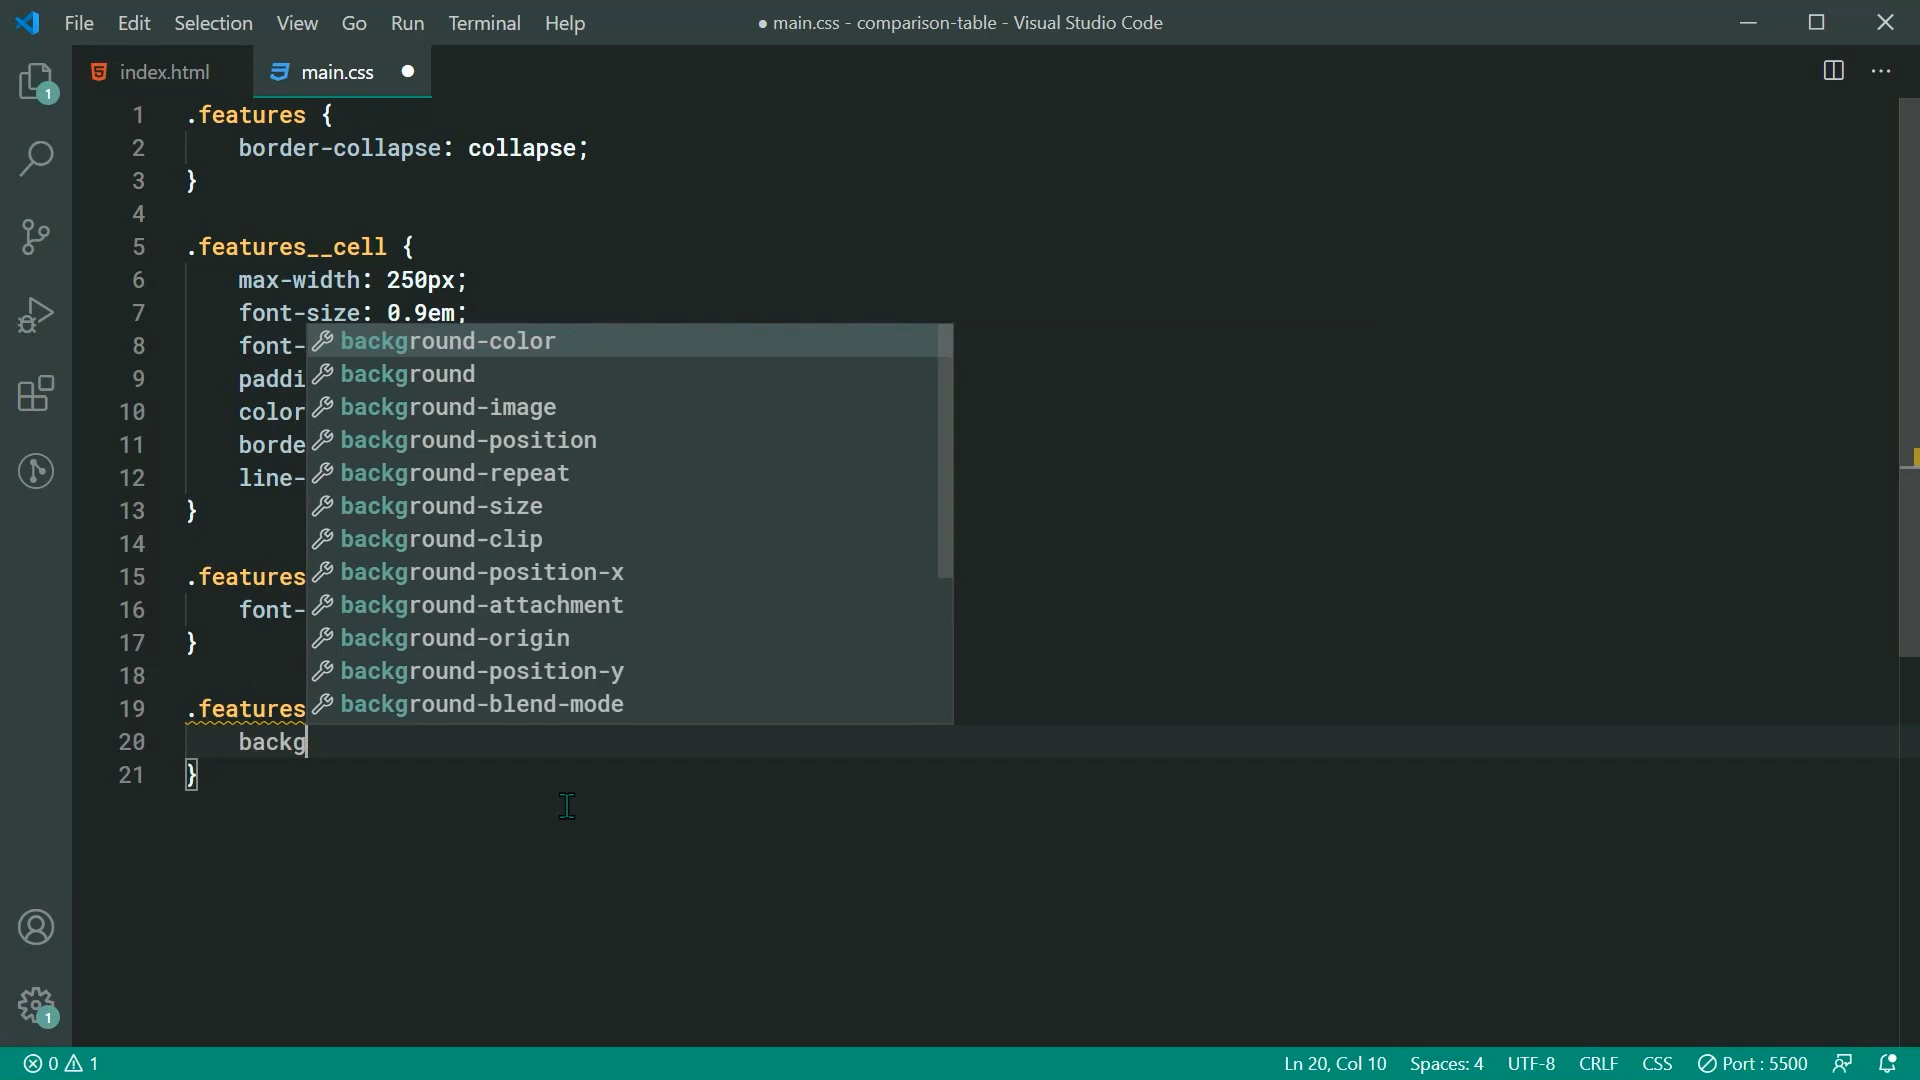 File Edit Selection View Go Run Terminal Help
● main.css - comparison-table - Visual Studio Code
index.html
main.css
1
1 .features {
2 border-collapse: collapse;
3 }
4
5 .features__cell {
6 max-width: 250px;
7 font-size: 0.9em;
8 font-
9 paddi
10 color
11 borde
12 line-
13 }
14
15 .features
16 font-
17 }
18
19 .features
20 backg
21 }
background-color
background
background-image
background-position
background-repeat
background-size
background-clip
background-position-x
background-attachment
background-origin
background-position-y
background-blend-mode
1
0 1
Ln 20, Col 10 Spaces: 4 UTF-8 CRLF CSS Port : 5500